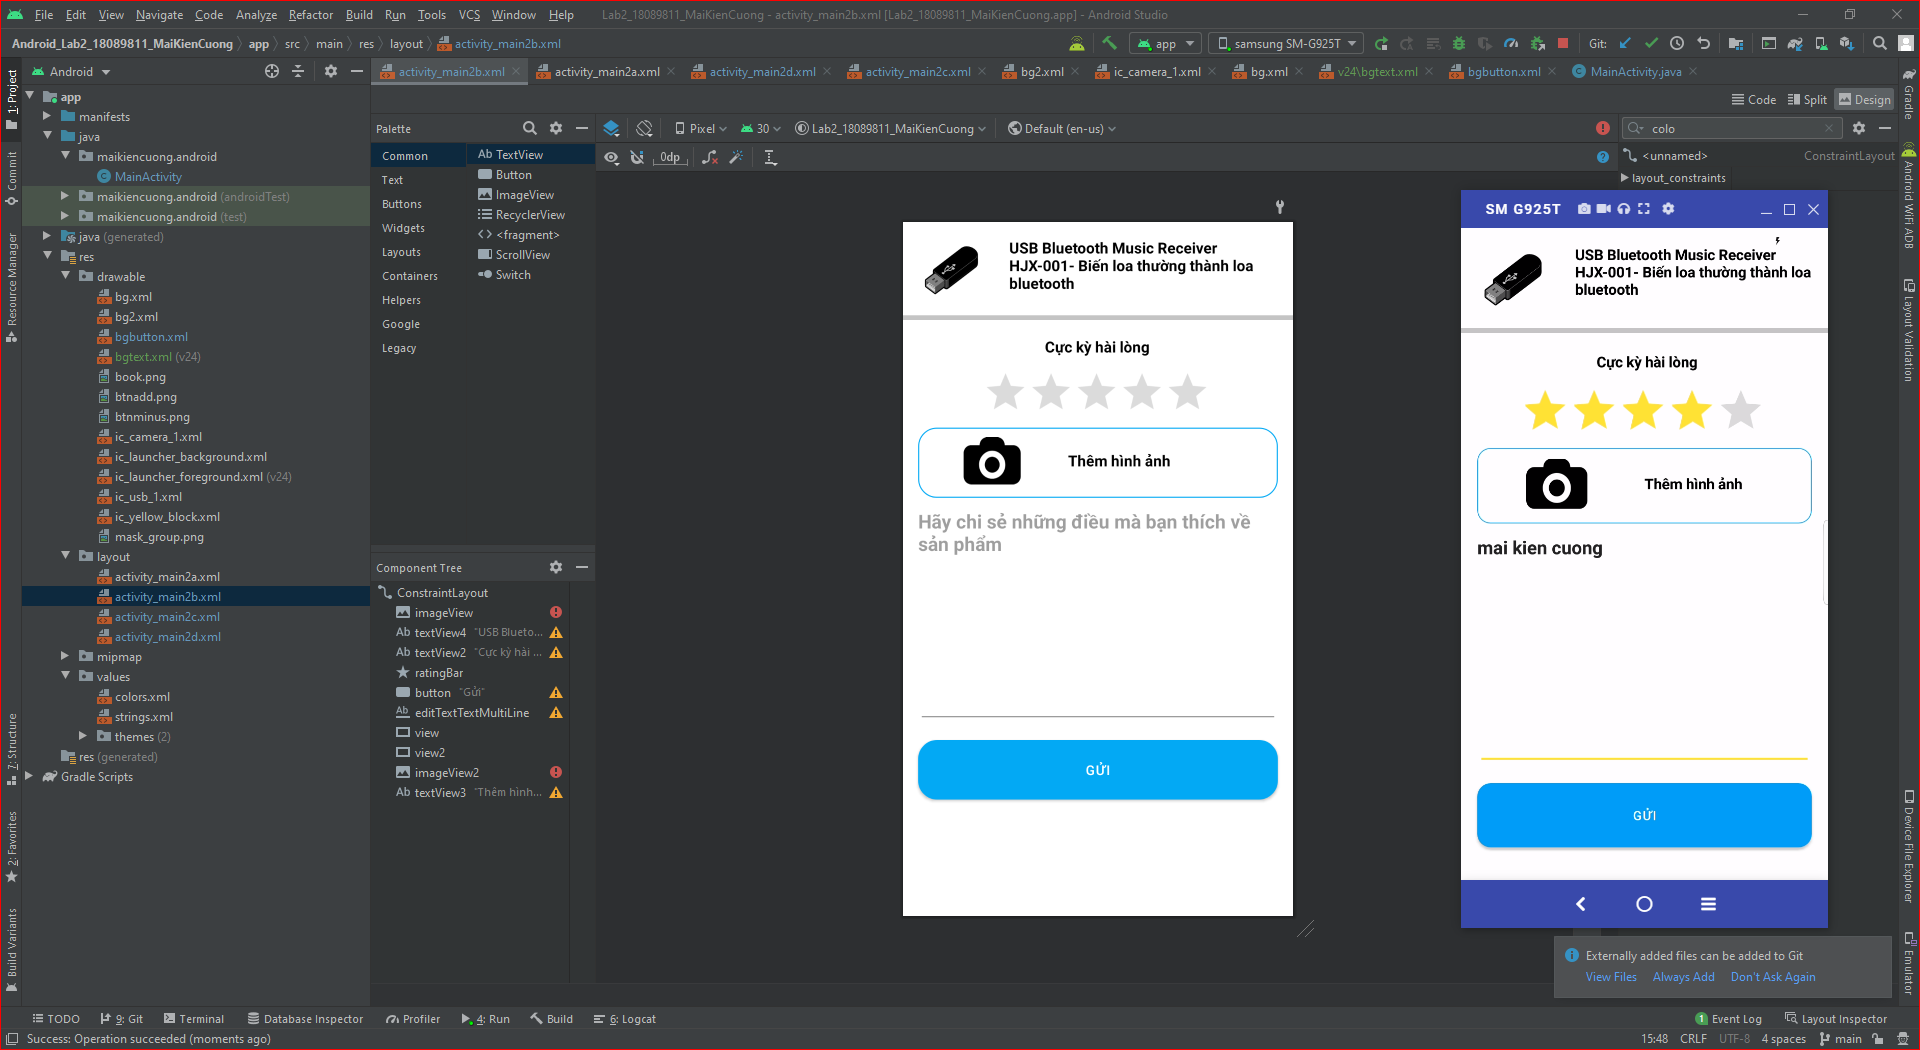 File Edit View Navigate Code Analyze Refactor Build Run Tools VCS Window Help Lab2_18089811_MaiKienCuong - activity_main2b.xml [Lab2_18089811_MaiKienCuong.app] - Android Studio
Android_Lab2_18089811_MaiKienCuong app src main res layout activity_main2b.xml app samsung SM-G925T Git:
Android activity_main2b.xml activity_main2a.xml activity_main2d.xml activity_main2c.xml bg2.xml ic_camera_1.xml bg.xml v24\bgtext.xml bgbutton.xml MainActivity.java
Code Split Design
1: Project
Commit
Resource Manager
7: Structure
2: Favorites
Build Variants
app
manifests
java
maikiencuong.android
MainActivity
maikiencuong.android (androidTest)
maikiencuong.android (test)
java (generated)
res
drawable
bg.xml
bg2.xml
bgbutton.xml
bgtext.xml (v24)
book.png
btnadd.png
btnminus.png
ic_camera_1.xml
ic_launcher_background.xml
ic_launcher_foreground.xml (v24)
ic_usb_1.xml
ic_yellow_block.xml
mask_group.png
layout
activity_main2a.xml
activity_main2b.xml
activity_main2c.xml
activity_main2d.xml
mipmap
values
colors.xml
strings.xml
themes (2)
res (generated)
Gradle Scripts
Palette
Common
Text
Buttons
Widgets
Layouts
Containers
Helpers
Google
Legacy
Ab TextView
Button
ImageView
RecyclerView
<fragment>
ScrollView
Switch
Component Tree
ConstraintLayout
imageView
Ab textView4 "USB Blueto...
Ab textView2 "Cực kỳ hài ...
ratingBar
button "Gửi"
Ab editTextTextMultiLine
view
view2
imageView2
Ab textView3 "Thêm hình...
Pixel 30 Lab2_18089811_MaiKienCuong Default (en-us)
0dp
USB Bluetooth Music Receiver
HJX-001- Biến loa thường thành loa
bluetooth
Cực kỳ hài lòng
Thêm hình ảnh
Hãy chi sẻ những điều mà bạn thích về
sản phẩm
GỬI
colo
<unnamed> ConstraintLayout
layout_constraints
SM G925T
USB Bluetooth Music Receiver
HJX-001- Biến loa thường thành loa
bluetooth
Cực kỳ hài lòng
Thêm hình ảnh
mai kien cuong
GỬI
Externally added files can be added to Git
View Files Always Add Don't Ask Again
Gradle
Android WiFi ADB
Layout Validation
Device File Explorer
Emulator
TODO 9: Git Terminal Database Inspector Profiler 4: Run Build 6: Logcat 1 Event Log Layout Inspector
Success: Operation succeeded (moments ago) 15:48 CRLF UTF-8 4 spaces main